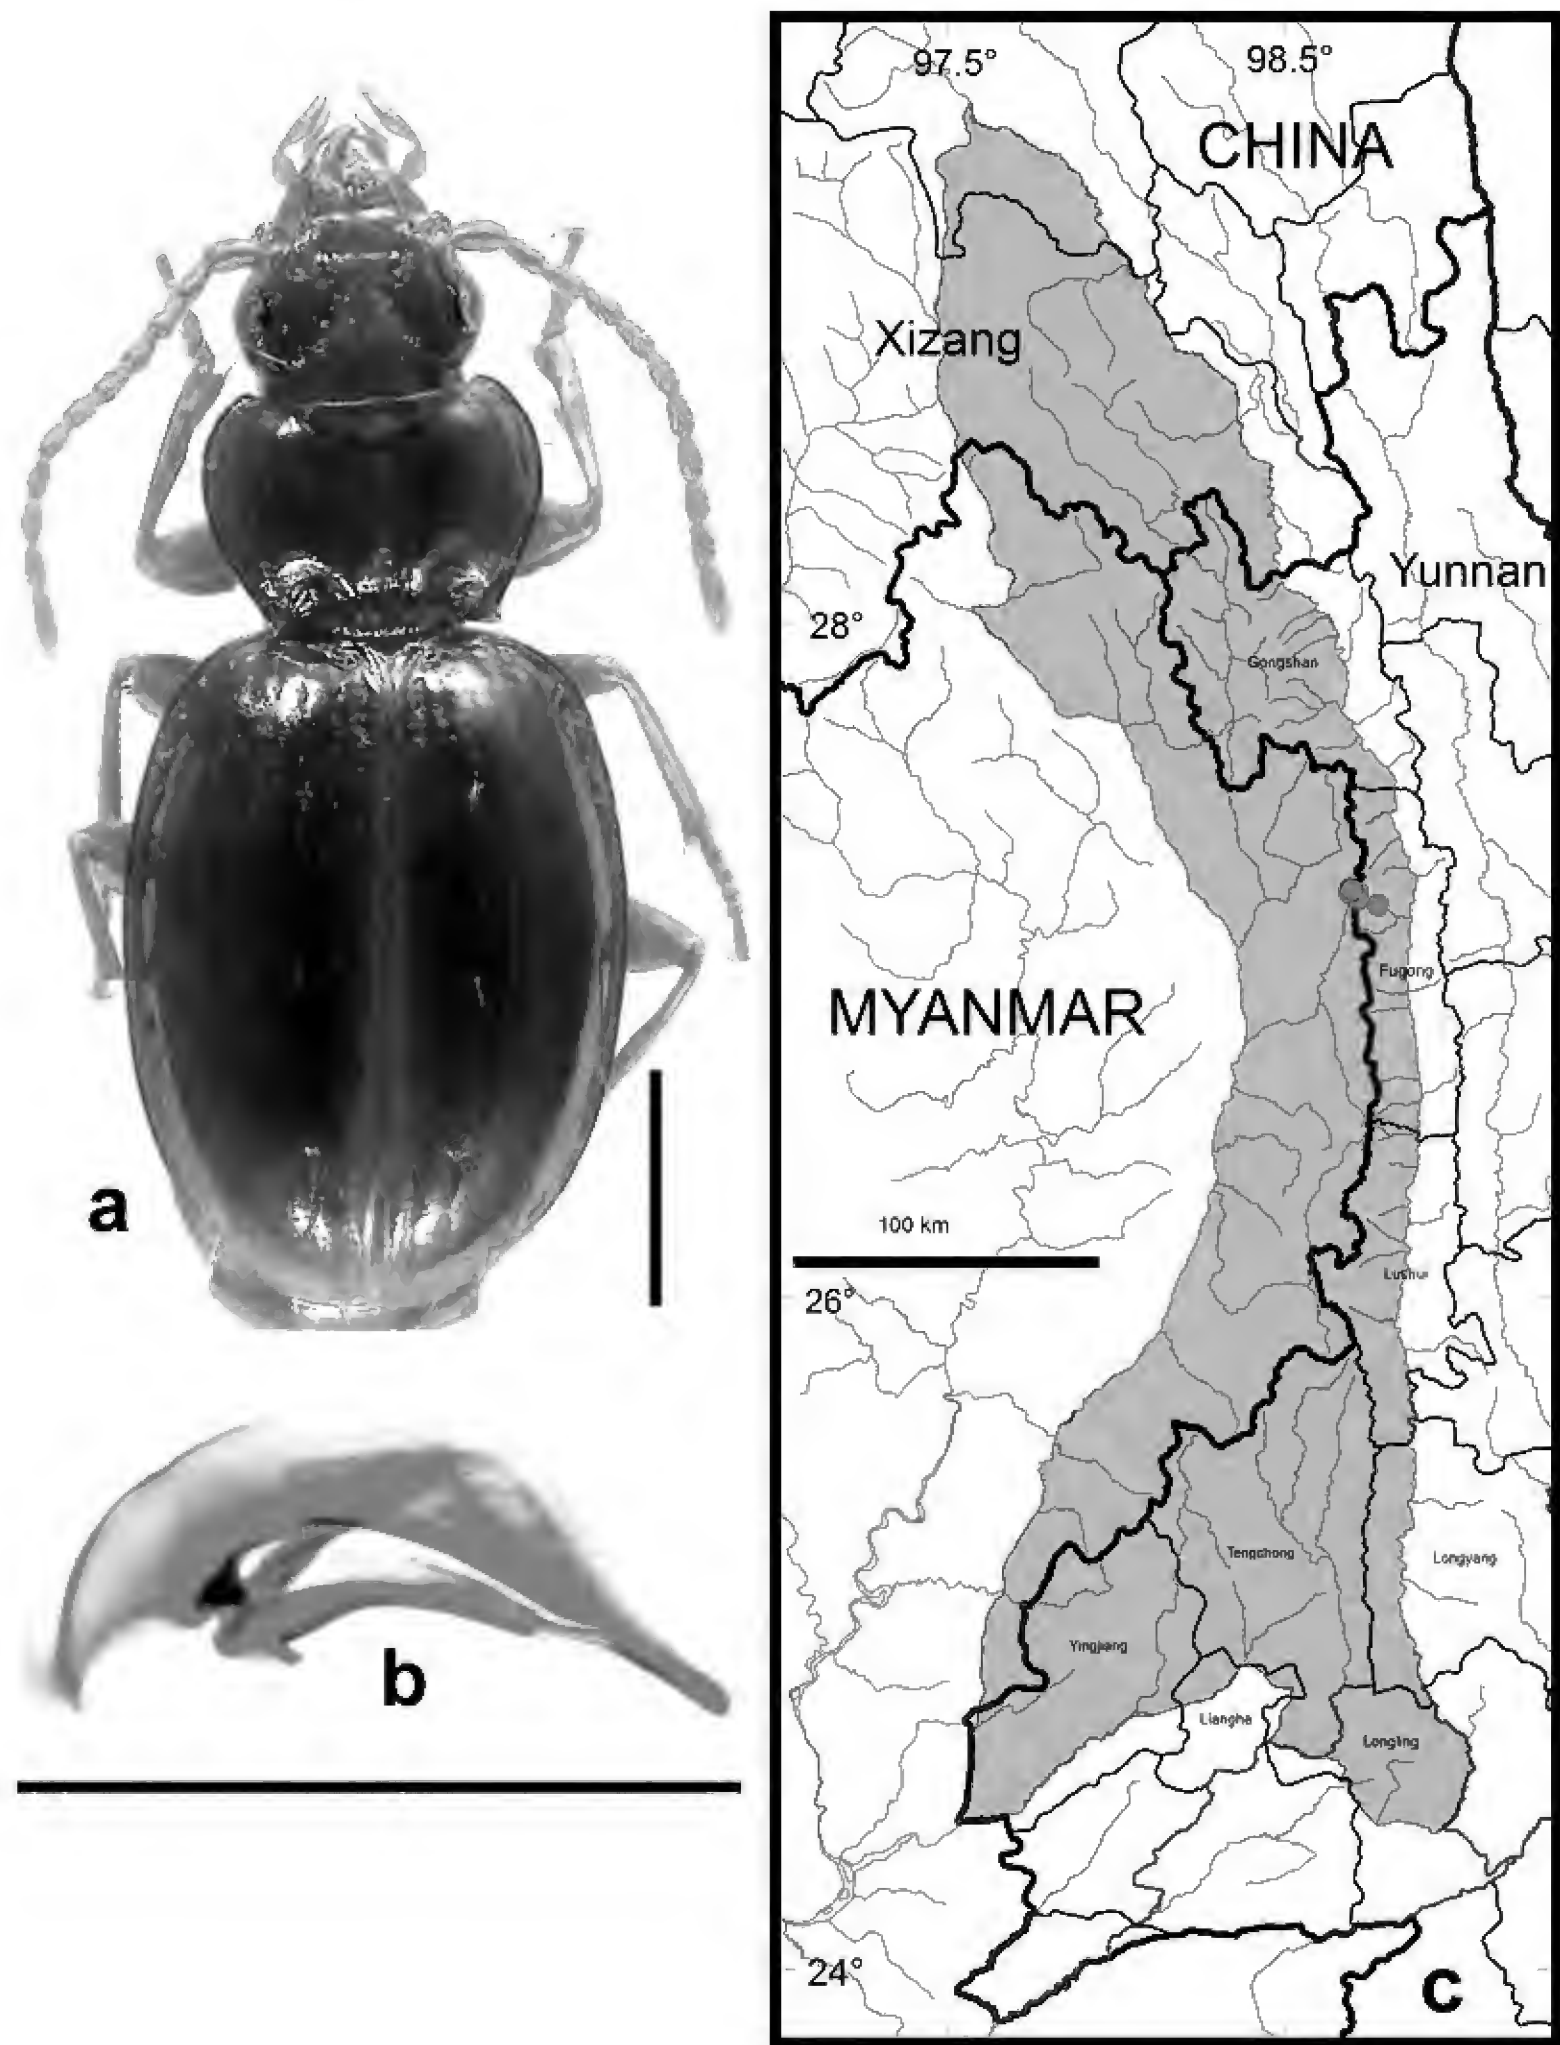 97.5°
98.5°
CHINA
Xizang
Yunnan
28°
Gongshan
Fugong
MYANMAR
a
100 km
26°
Lushui
Tengchong
Longyang
b
Yingjiang
Lianghe
Longling
24°
c